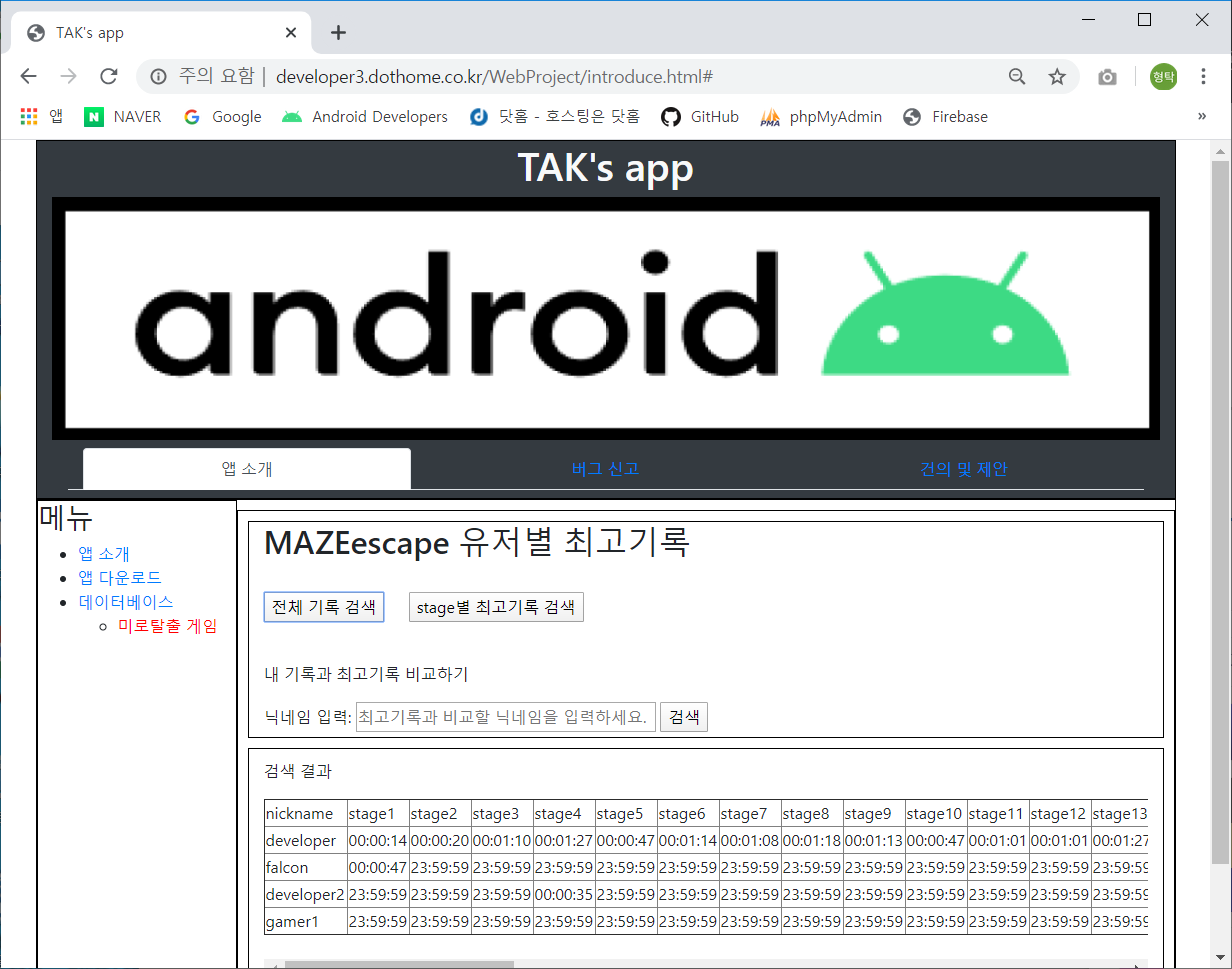 TAK's app
주의 요함 | developer3.dothome.co.kr/WebProject/introduce.html#
형탁
앱 NAVER Google Android Developers 닷홈 - 호스팅은 닷홈 GitHub PMA phpMyAdmin Firebase »
TAK's app
android
앱 소개 버그 신고 건의 및 제안
메뉴
앱 소개
앱 다운로드
데이터베이스
미로탈출 게임
MAZEescape 유저별 최고기록
전체 기록 검색 stage별 최고기록 검색
내 기록과 최고기록 비교하기
닉네임 입력: 최고기록과 비교할 닉네임을 입력하세요. 검색
검색 결과
nickname stage1 stage2 stage3 stage4 stage5 stage6 stage7 stage8 stage9 stage10 stage11 stage12 stage13
developer 00:00:14 00:00:20 00:01:10 00:01:27 00:00:47 00:01:14 00:01:08 00:01:18 00:01:13 00:00:47 00:01:01 00:01:01 00:01:27
falcon 00:00:47 23:59:59 23:59:59 23:59:59 23:59:59 23:59:59 23:59:59 23:59:59 23:59:59 23:59:59 23:59:59 23:59:59 23:59:59
developer2 23:59:59 23:59:59 23:59:59 00:00:35 23:59:59 23:59:59 23:59:59 23:59:59 23:59:59 23:59:59 23:59:59 23:59:59 23:59:59
gamer1 23:59:59 23:59:59 23:59:59 23:59:59 23:59:59 23:59:59 23:59:59 23:59:59 23:59:59 23:59:59 23:59:59 23:59:59 23:59:59